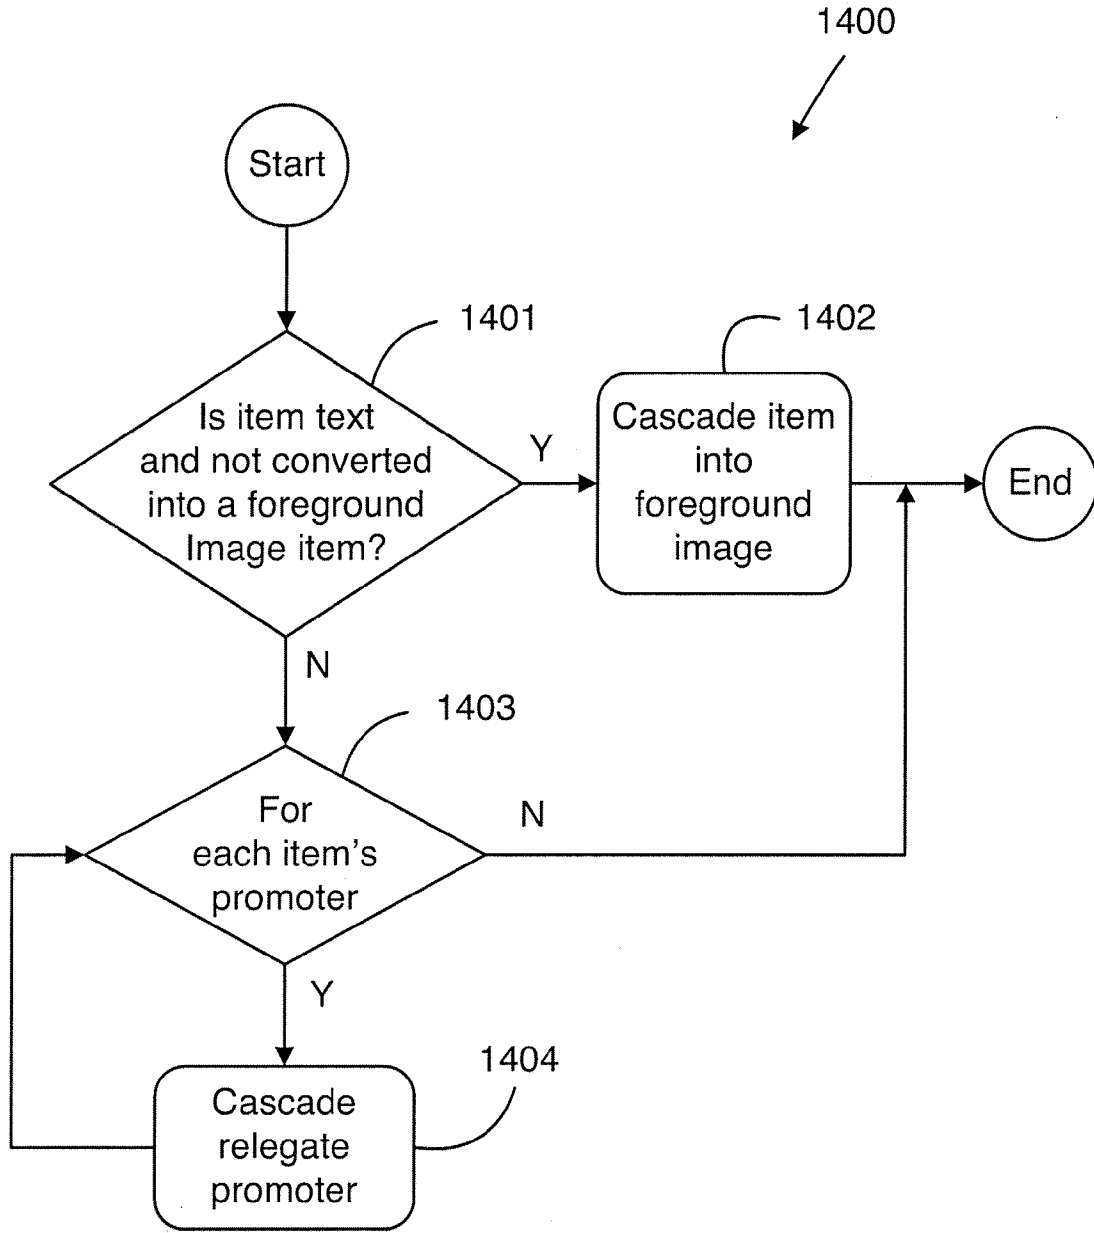 1400
Start
1401
1402
Is item text
and not converted
into a foreground
Image item?
Y
Cascade item
into
foreground
image
End
N
1403
For
each item's
promoter
N
Y
1404
Cascade
relegate
promoter